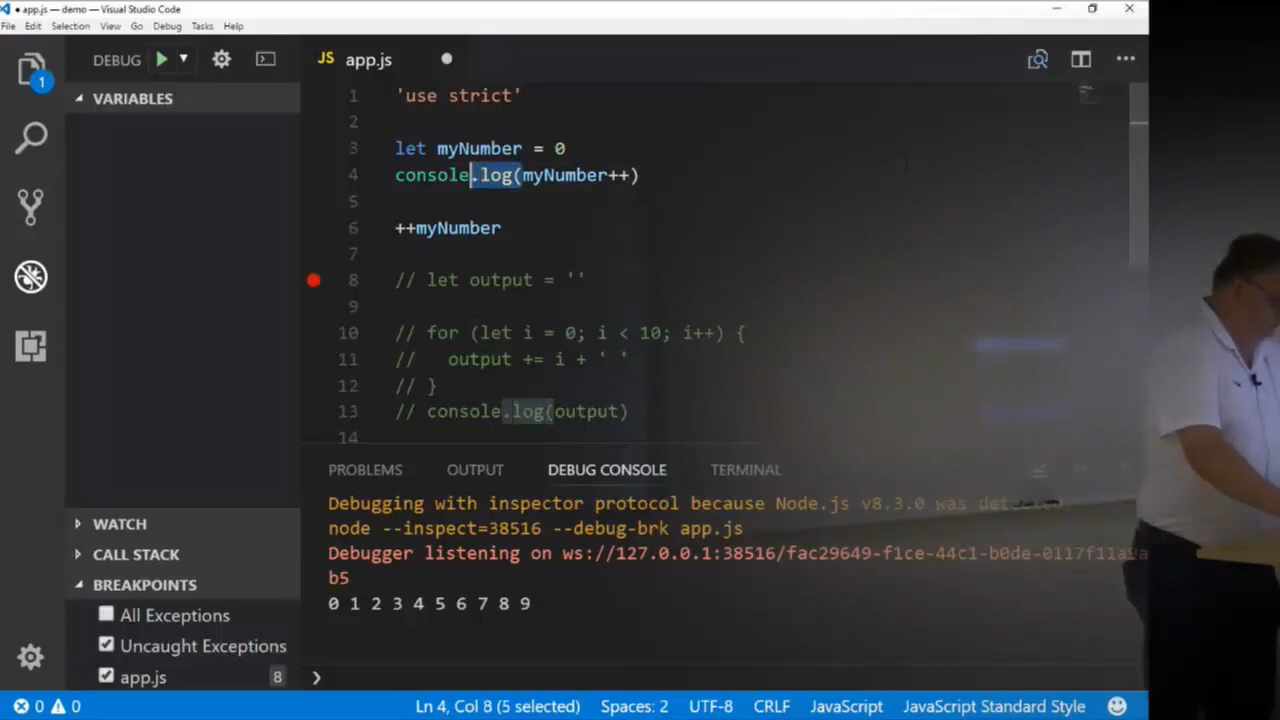 app.js — demo — Visual Studio Code
File Edit Selection View Go Debug Tasks Help
DEBUG
JS app.js
1
VARIABLES
1 'use strict'
2
3 let myNumber = 0
4 console.log(myNumber++)
5
6 ++myNumber
7
8 // let output = ''
9
10 // for (let i = 0; i < 10; i++) {
11 //   output += i + ' '
12 // }
13 // console.log(output)
14
PROBLEMS OUTPUT DEBUG CONSOLE TERMINAL
Debugging with inspector protocol because Node.js v8.3.0 was
node --inspect=38516 --debug-brk app.js
Debugger listening on ws://127.0.0.1:38516/fac29649-f1ce-44c1-b0de-0117f11a9a
b5
0 1 2 3 4 5 6 7 8 9
WATCH
CALL STACK
BREAKPOINTS
All Exceptions
Uncaught Exceptions
app.js 8
0 0 Ln 4, Col 8 (5 selected) Spaces: 2 UTF-8 CRLF JavaScript JavaScript Standard Style